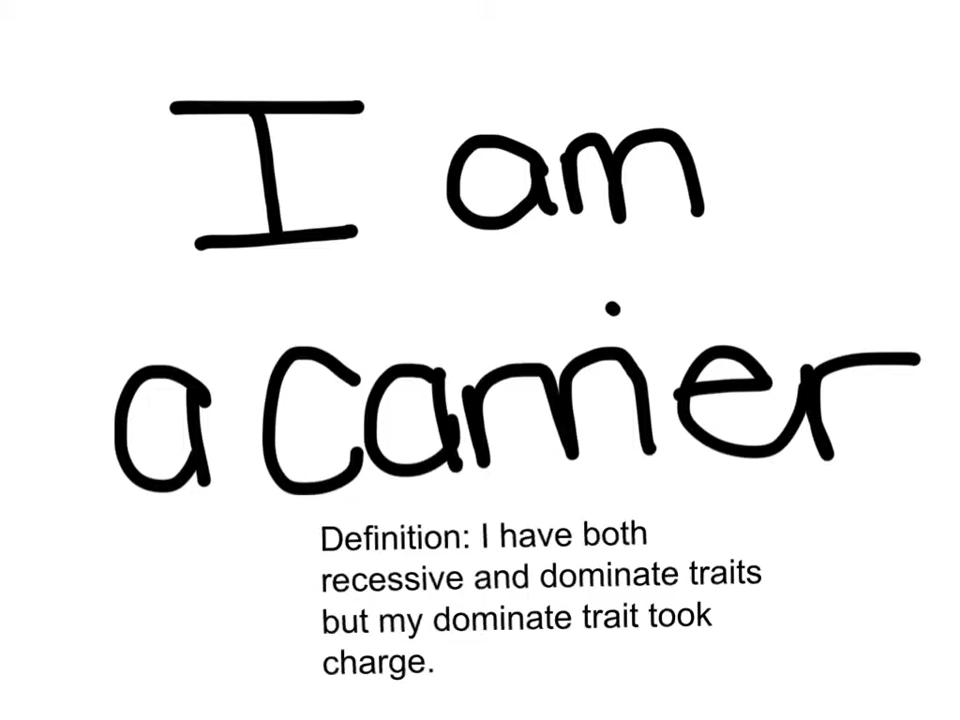 I am
a carrier
Definition: I have both
recessive and dominate traits
but my dominate trait took
charge.